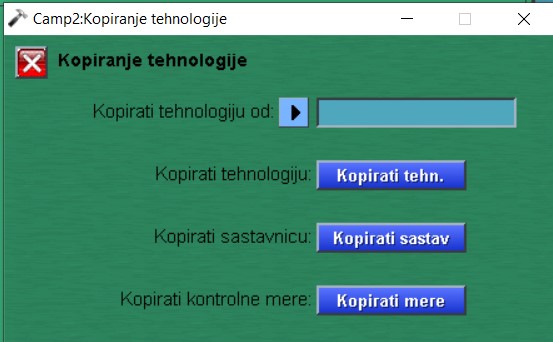 Camp2:Kopiranje tehnologije
Kopiranje tehnologije
Kopirati tehnologiju od:
Kopirati tehnologiju: Kopirati tehn.
Kopirati sastavnicu: Kopirati sastav
Kopirati kontrolne mere: Kopirati mere